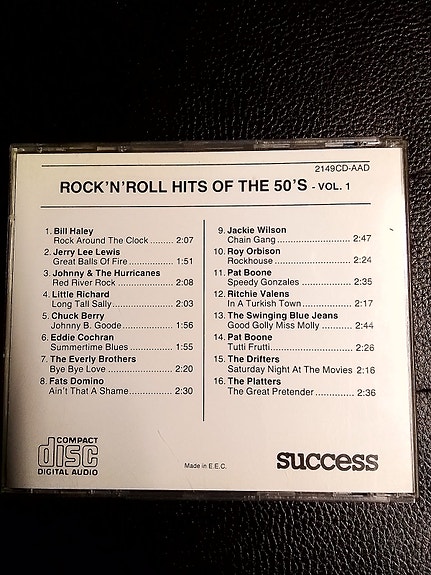 2149CD-AAD
ROCK'N'ROLL HITS OF THE 50'S - VOL. 1
1. Bill Haley
Rock Around The Clock ........ 2:07
2. Jerry Lee Lewis
Great Balls Of Fire ............... 1:51
3. Johnny & The Hurricanes
Red River Rock .................... 2:08
4. Little Richard
Long Tall Sally ..................... 2:03
5. Chuck Berry
Johnny B. Goode ................. 1:56
6. Eddie Cochran
Summertime Blues .............. 1:55
7. The Everly Brothers
Bye Bye Love ....................... 2:20
8. Fats Domino
Ain't That A Shame .............. 2:30
9. Jackie Wilson
Chain Gang ......................... 2:47
10. Roy Orbison
Rockhouse .......................... 2:24
11. Pat Boone
Speedy Gonzales ................. 2:35
12. Ritchie Valens
In A Turkish Town ................ 2:17
13. The Swinging Blue Jeans
Good Golly Miss Molly .......... 2:44
14. Pat Boone
Tutti Frutti ............................ 2:26
15. The Drifters
Saturday Night At The Movies 2:16
16. The Platters
The Great Pretender ............. 2:36
COMPACT
disc
DIGITAL AUDIO
Made in E.E.C.
success